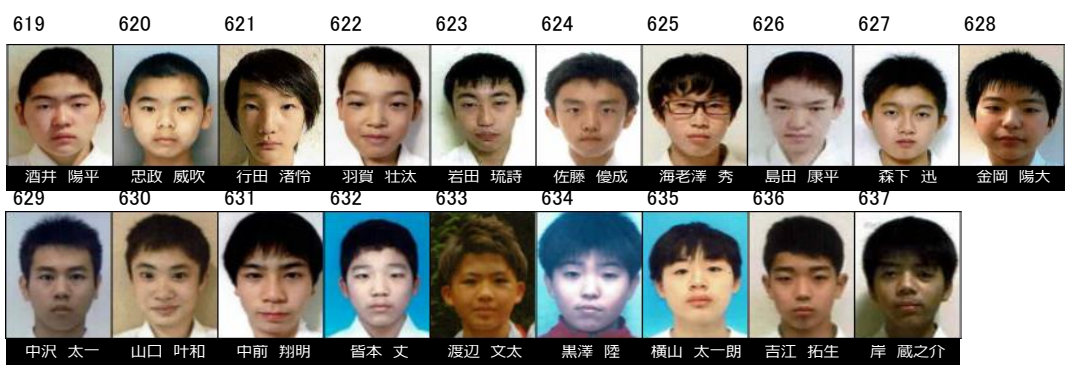 619 620 621 622 623 624 625 626 627 628
酒井 陽平 忠政 威吹 行田 渚怜 羽賀 壮汰 岩田 琉詩 佐藤 優成 海老澤 秀 島田 康平 森下 迅 金岡 陽大
629 630 631 632 633 634 635 636 637
中沢 太一 山口 叶和 中前 翔明 皆本 丈 渡辺 文太 黒澤 陸 横山 太一朗 吉江 拓生 岸 蔵之介